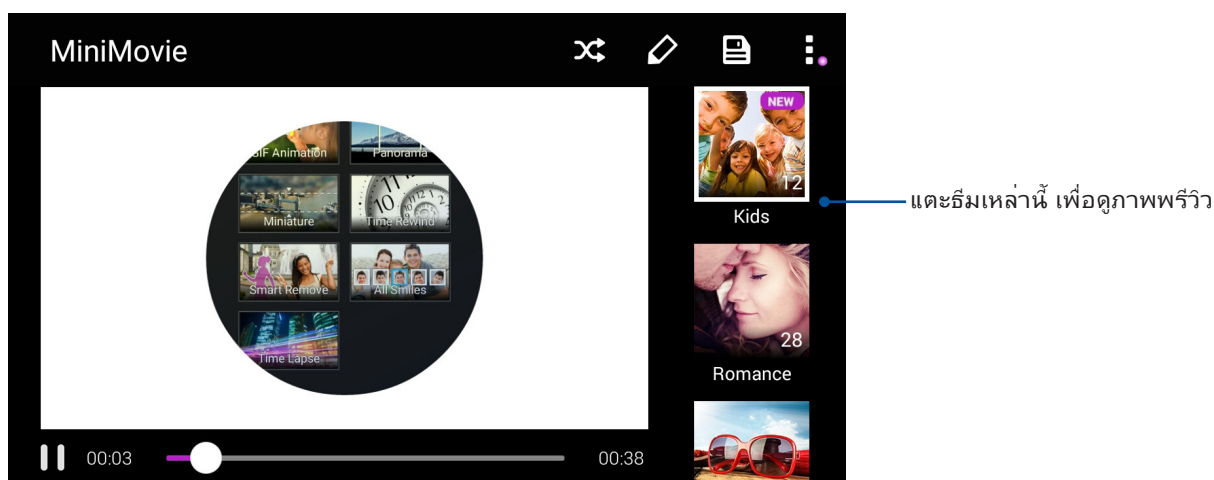 MiniMovie
NEW
12
Kids
แตะธีมเหล่านี้ เพื่อดูภาพพรีวิว
GIF Animation
Panorama
Miniature
Time Rewind
Smart Remove
All Smiles
Time Lapse
28
Romance
00:03
00:38